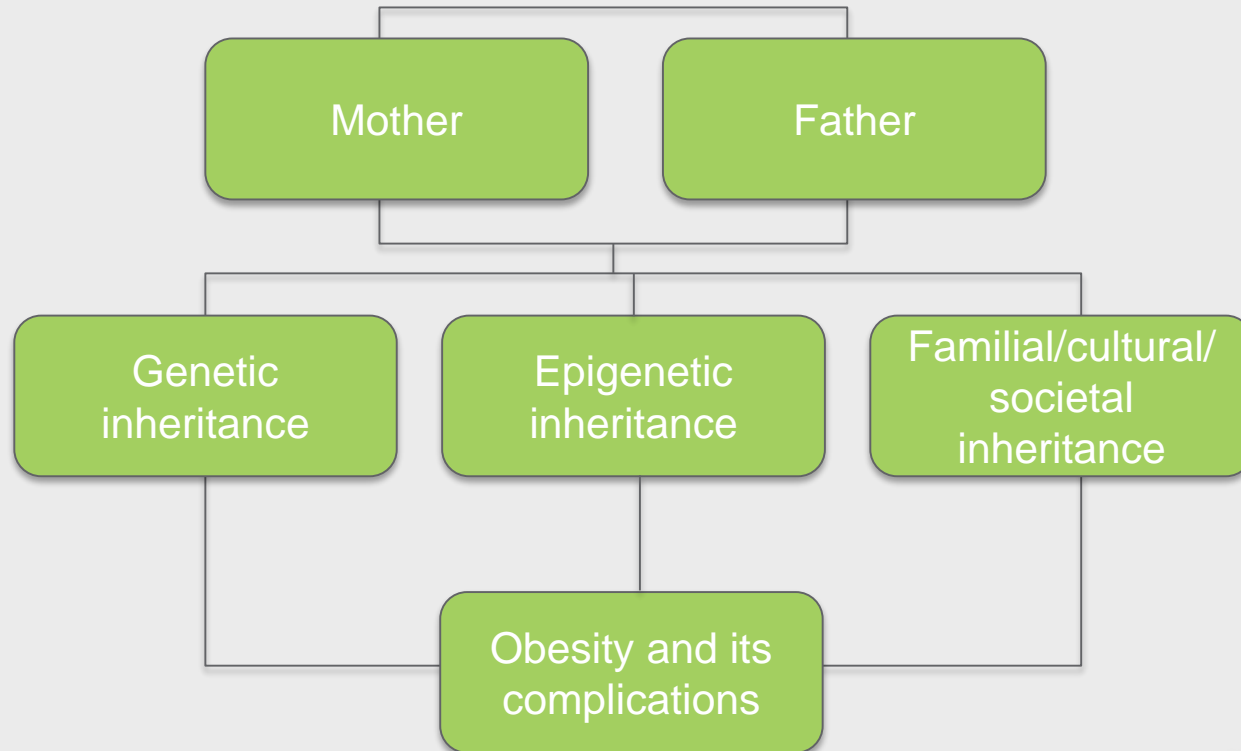 Mother
Father
Genetic
inheritance
Epigenetic
inheritance
Familial/cultural/
societal
inheritance
Obesity and its
complications